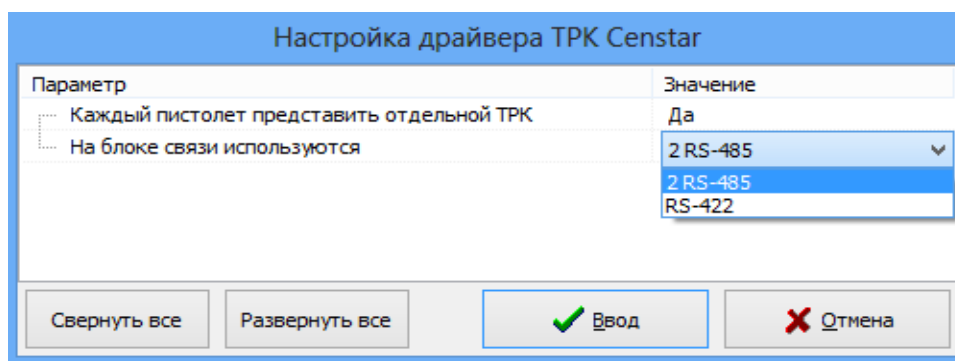 Настройка драйвера ТРК Censtar
Параметр Значение
Каждый пистолет представить отдельной ТРК Да
На блоке связи используются 2 RS-485
2 RS-485
RS-422
Свернуть все Развернуть все Ввод Отмена